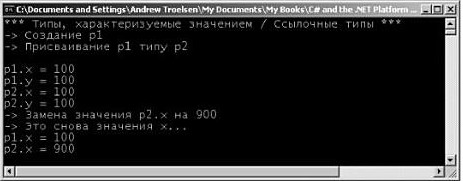 C:\Documents and Settings\Andrew Troelsen\My Documents\My Books\C# and the .NET Platform ...
*** Типы, характеризуемые значением / Ссылочные типы ***
-> Создание p1
-> Присваивание p1 типу p2
p1.x = 100
p1.y = 100
p2.x = 100
p2.y = 100
-> Замена значения p2.x на 900
-> Это снова значения x...
p1.x = 100
p2.x = 900